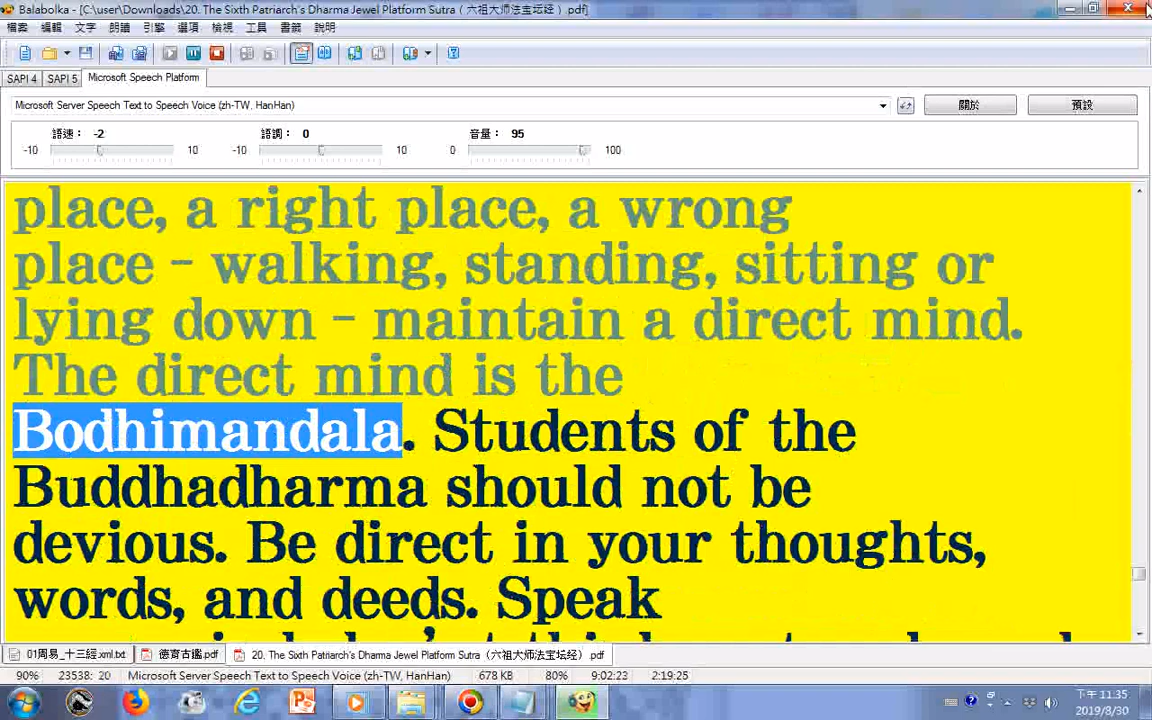 Balabolka - [C:\user\Downloads\20. The Sixth Patriarch's Dharma Jewel Platform Sutra（六祖大师法宝坛经）.pdf]
檔案 編輯 文字 朗讀 引擎 選項 檢視 工具 書籤 說明
SAPI 4 SAPI 5 Microsoft Speech Platform
Microsoft Server Speech Text to Speech Voice (zh-TW, HanHan) 關於 預設
語速： -2 語調： 0 音量： 95
-10 10 -10 10 0 100
place, a right place, a wrong
place - walking, standing, sitting or
lying down - maintain a direct mind.
The direct mind is the
Bodhimandala. Students of the
Buddhadharma should not be
devious. Be direct in your thoughts,
words, and deeds. Speak
01周易_十三經.xml.txt 德育古鑑.pdf 20. The Sixth Patriarch's Dharma Jewel Platform Sutra（六祖大师法宝坛经）.pdf
90% 23538: 20 Microsoft Server Speech Text to Speech Voice (zh-TW, HanHan) 678 KB 80% 9:02:23 2:19:25
下午 11:35
2019/8/30